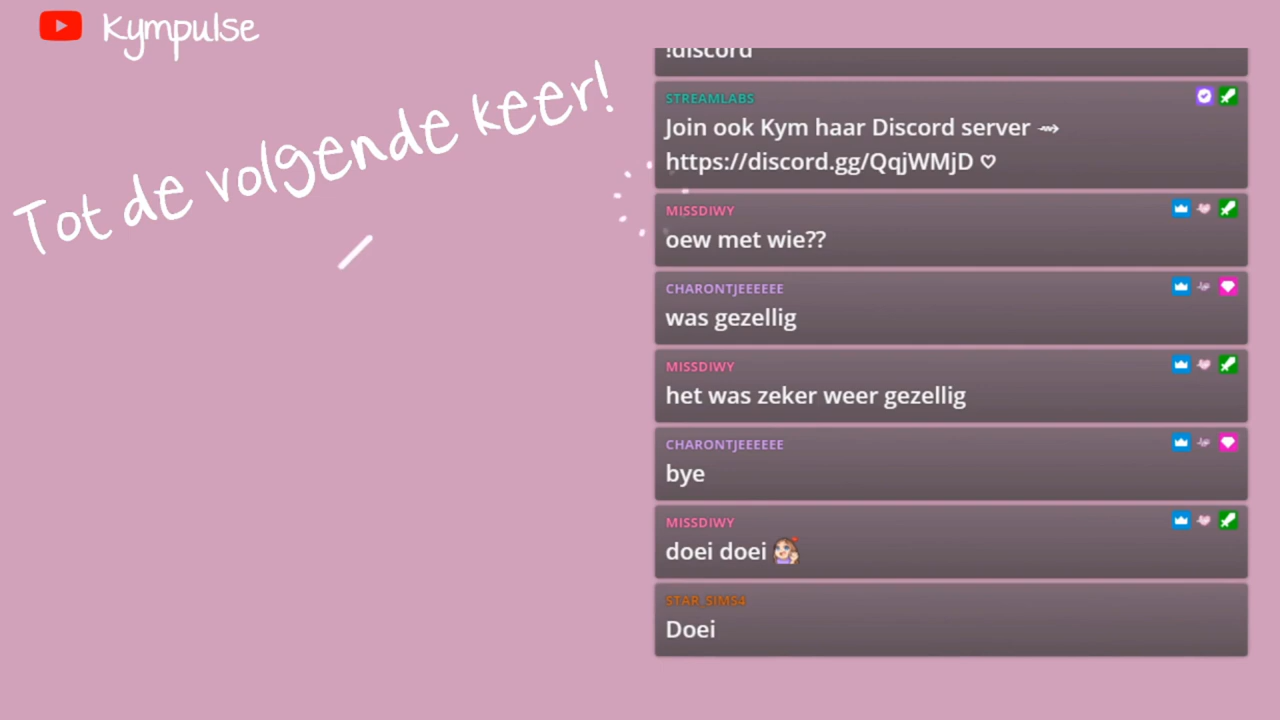 Kympulse
Tot de volgende keer!
!discord
STREAMLABS
Join ook Kym haar Discord server ⇝
https://discord.gg/QqjWMjD ♡
MISSDIWY
oew met wie??
CHARONTJEEEEEE
was gezellig
MISSDIWY
het was zeker weer gezellig
CHARONTJEEEEEE
bye
MISSDIWY
doei doei
STAR_SIMS4
Doei